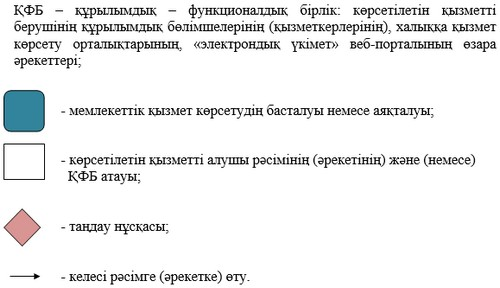 ҚФБ – құрылымдық – функционалдық бірлік: көрсетілетін қызметті
берушінің құрылымдық бөлімшелерінің (қызметкерлерінің), халыққа қызмет
көрсету орталықтарының, «электрондық үкімет» веб-порталының өзара
әрекеттері;
- мемлекеттік қызмет көрсетудің басталуы немесе аяқталуы;
- көрсетілетін қызметті алушы рәсімінің (әрекетінің) және (немесе)
ҚФБ атауы;
- таңдау нұсқасы;
- келесі рәсімге (әрекетке) өту.